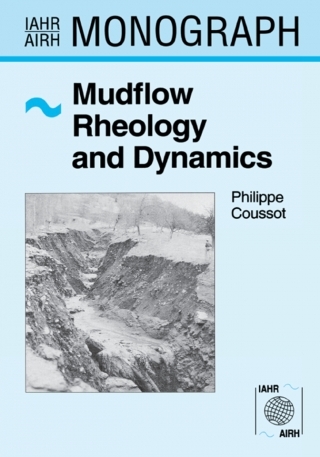 IAHR
AIRH
MONOGRAPH
Mudflow
Rheology
and Dynamics
Philippe
Coussot
IAHR
AIRH